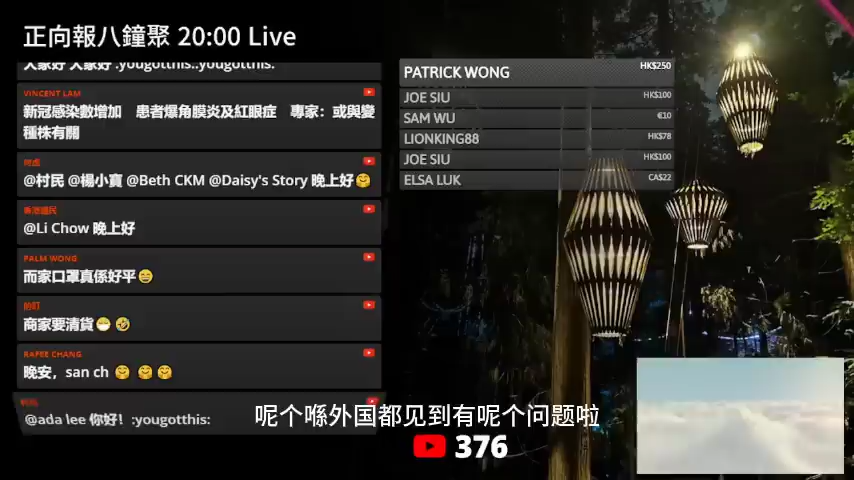 正向報八鐘聚 20:00 Live
大家好 大家好 :yougotthis::yougotthis:
VINCENT LAM
新冠感染數增加 患者爆角膜炎及紅眼症 專家：或與變
種株有關
@村民 @楊小寶 @Beth CKM @Daisy's Story 晚上好🤗
@Li Chow 晚上好
PALM WONG
而家口罩真係好平😄
商家要清貨😷 🤣
RAFEE CHANG
晚安，san ch 🤗 🤗 🤗
@ada lee 你好！:yougotthis:
PATRICK WONG HK$250
JOE SIU HK$100
SAM WU €10
LIONKING88 HK$78
JOE SIU HK$100
ELSA LUK CA$22
呢个喺外国都见到有呢个问题啦
376